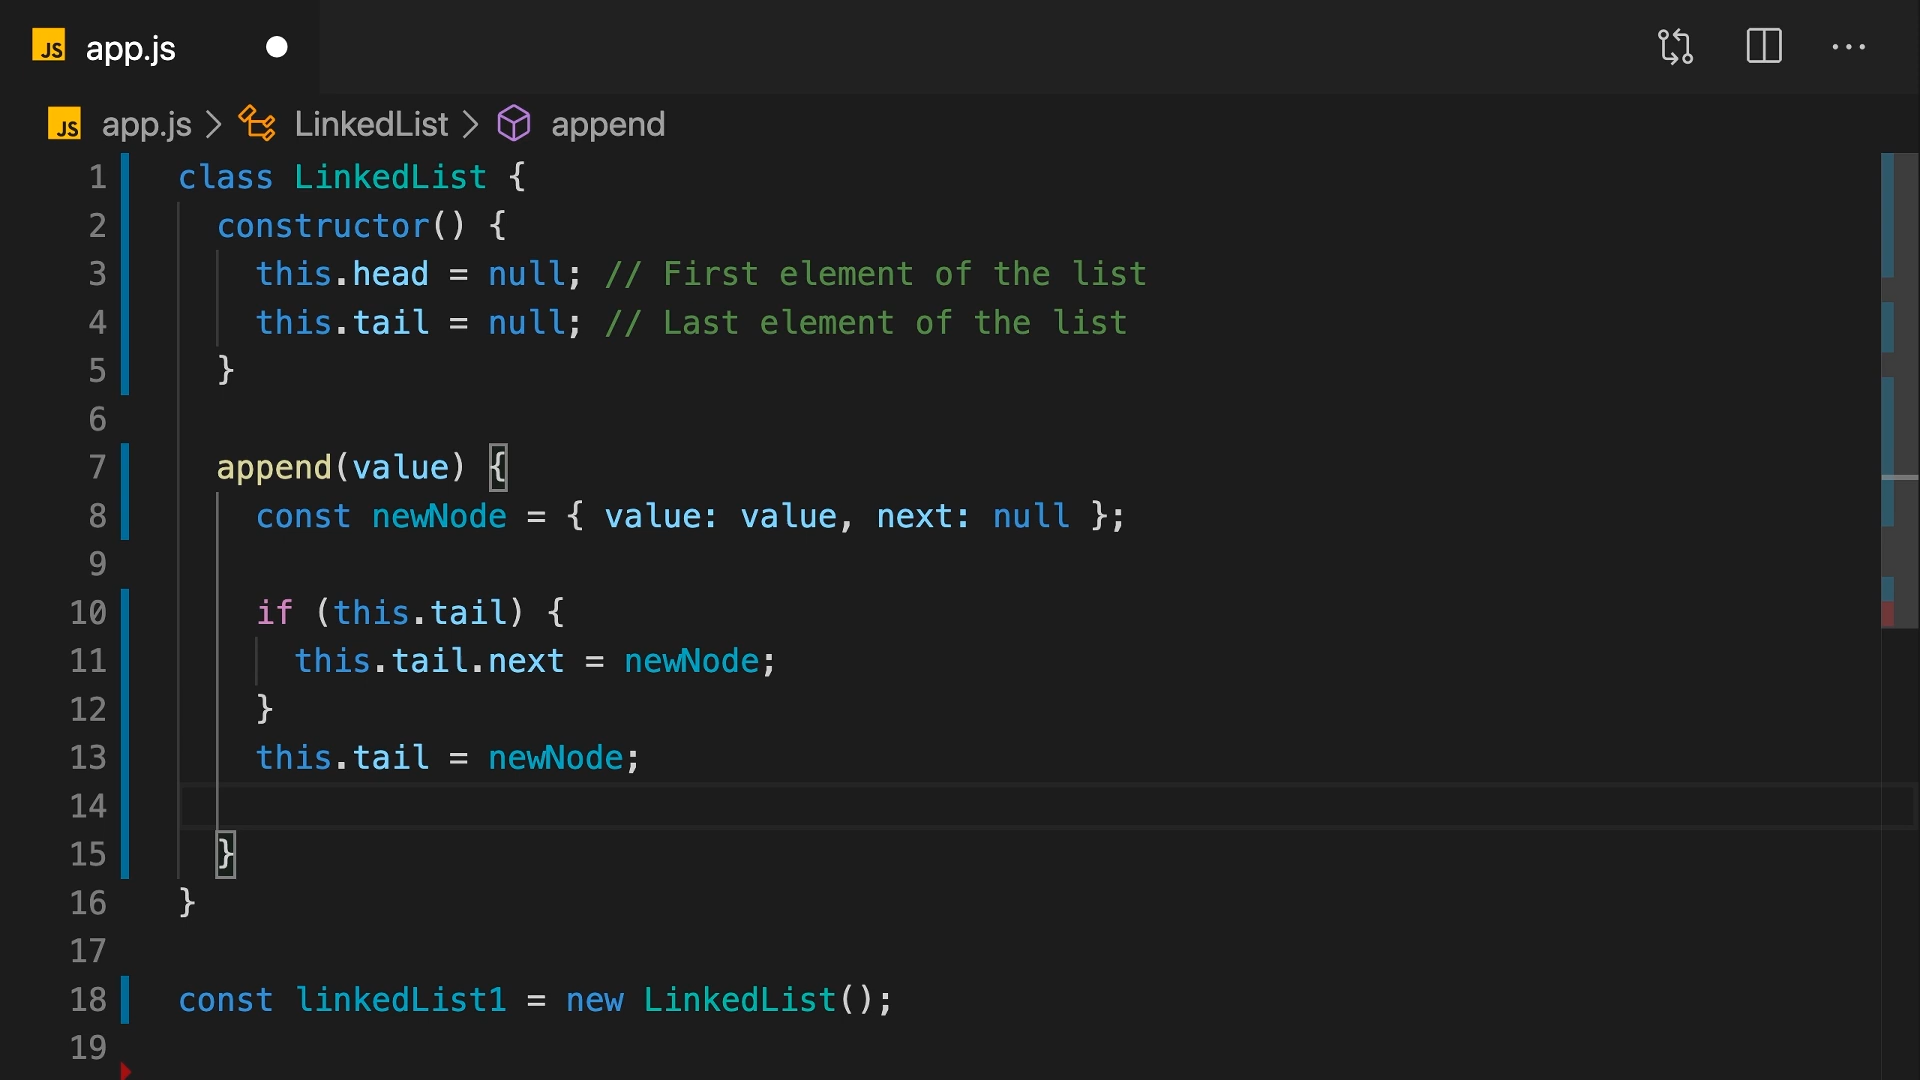 JS app.js
JS app.js > LinkedList > append
1 class LinkedList {
2   constructor() {
3     this.head = null; // First element of the list
4     this.tail = null; // Last element of the list
5   }
6
7   append(value) {
8     const newNode = { value: value, next: null };
9
10     if (this.tail) {
11       this.tail.next = newNode;
12     }
13     this.tail = newNode;
14
15   }
16 }
17
18 const linkedList1 = new LinkedList();
19